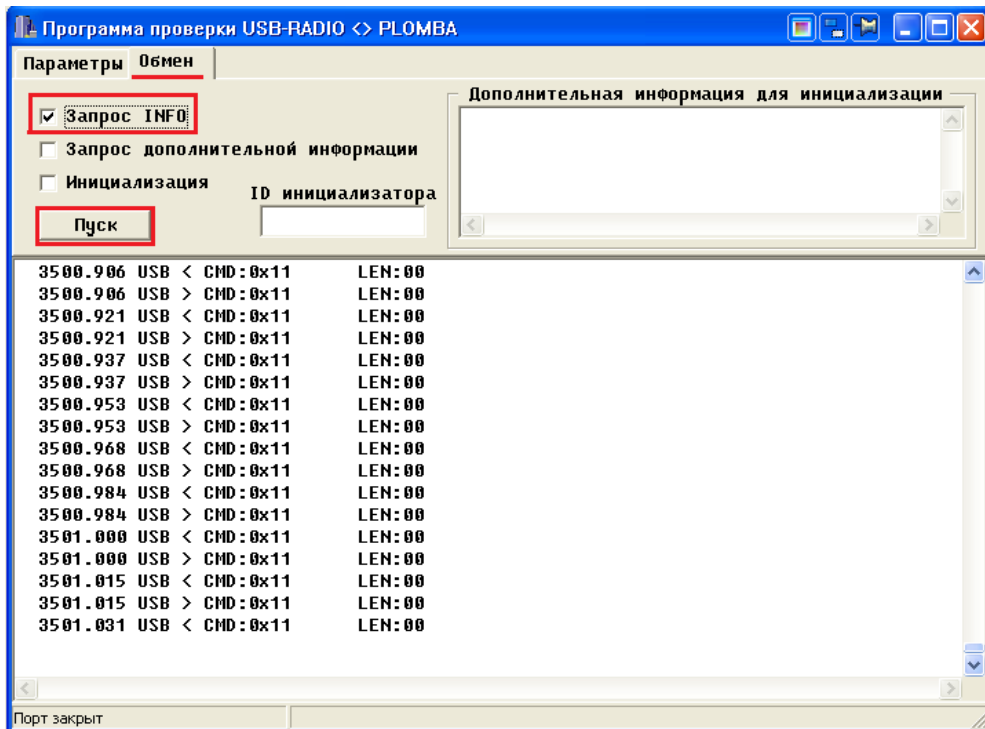 Программа проверки USB-RADIO <> PLOMBA
Параметры Обмен
Запрос INFO
Запрос дополнительной информации
Инициализация
ID инициализатора
Пуск
Дополнительная информация для инициализации
3500.906 USB < CMD:0x11 LEN:00
3500.906 USB > CMD:0x11 LEN:00
3500.921 USB < CMD:0x11 LEN:00
3500.921 USB > CMD:0x11 LEN:00
3500.937 USB < CMD:0x11 LEN:00
3500.937 USB > CMD:0x11 LEN:00
3500.953 USB < CMD:0x11 LEN:00
3500.953 USB > CMD:0x11 LEN:00
3500.968 USB < CMD:0x11 LEN:00
3500.968 USB > CMD:0x11 LEN:00
3500.984 USB < CMD:0x11 LEN:00
3500.984 USB > CMD:0x11 LEN:00
3501.000 USB < CMD:0x11 LEN:00
3501.000 USB > CMD:0x11 LEN:00
3501.015 USB < CMD:0x11 LEN:00
3501.015 USB > CMD:0x11 LEN:00
3501.031 USB < CMD:0x11 LEN:00
Порт закрыт